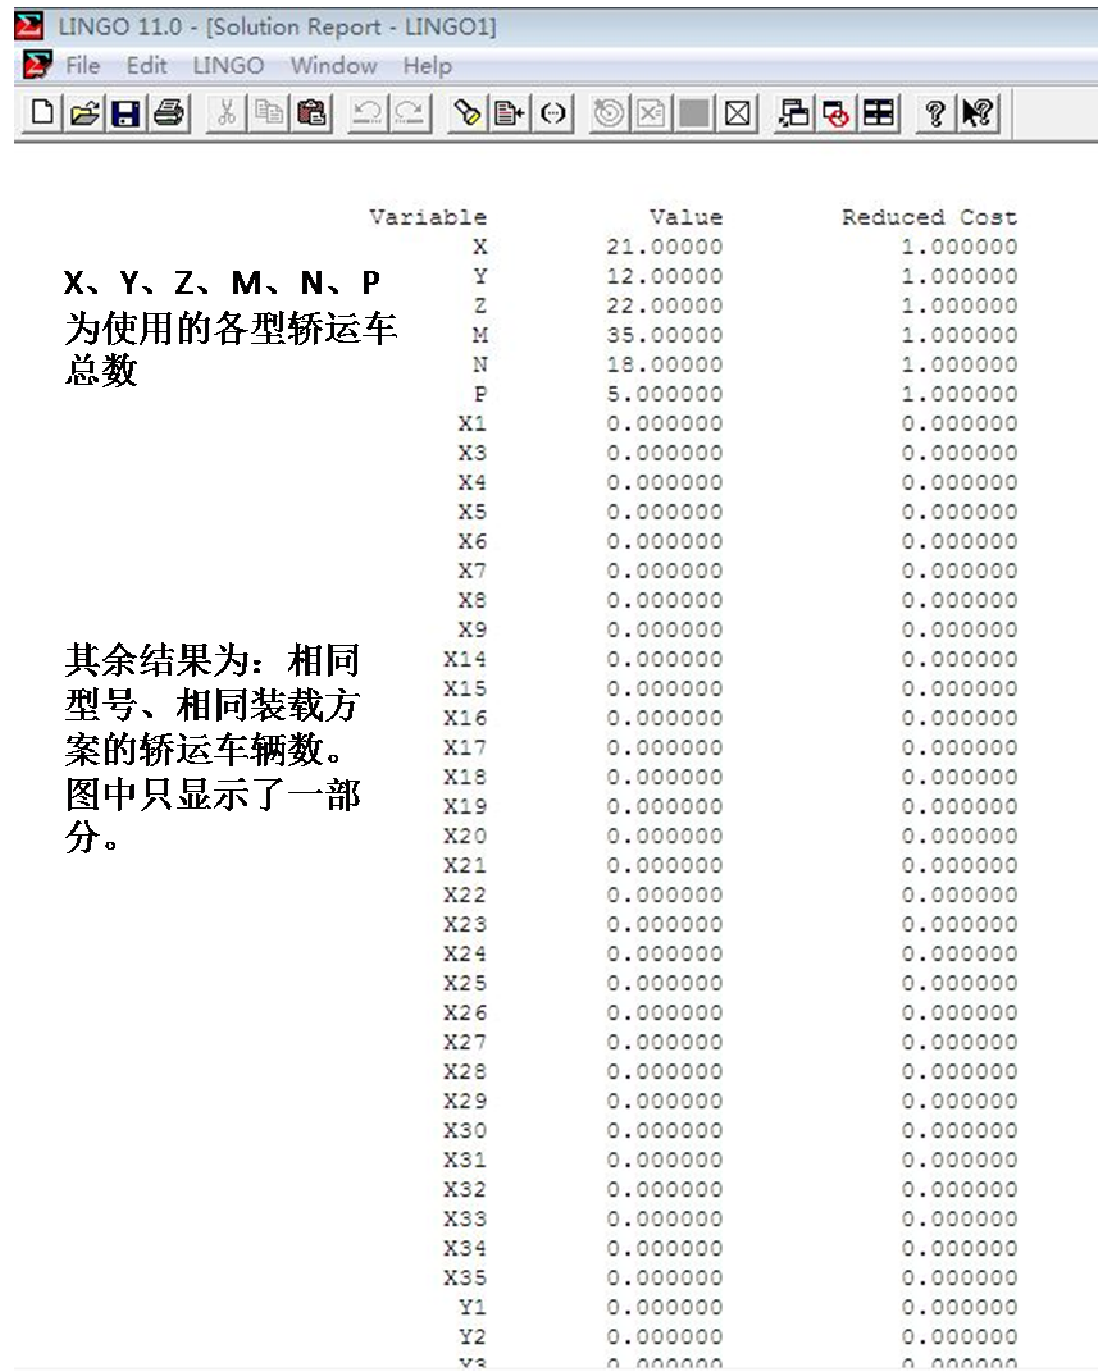 LINGO 11.0 - [Solution Report - LINGO1]
File Edit LINGO Window Help
Variable Value Reduced Cost
X 21.00000 1.000000
Y 12.00000 1.000000
Z 22.00000 1.000000
M 35.00000 1.000000
N 18.00000 1.000000
P 5.000000 1.000000
X1 0.000000 0.000000
X3 0.000000 0.000000
X4 0.000000 0.000000
X5 0.000000 0.000000
X6 0.000000 0.000000
X7 0.000000 0.000000
X8 0.000000 0.000000
X9 0.000000 0.000000
X14 0.000000 0.000000
X15 0.000000 0.000000
X16 0.000000 0.000000
X17 0.000000 0.000000
X18 0.000000 0.000000
X19 0.000000 0.000000
X20 0.000000 0.000000
X21 0.000000 0.000000
X22 0.000000 0.000000
X23 0.000000 0.000000
X24 0.000000 0.000000
X25 0.000000 0.000000
X26 0.000000 0.000000
X27 0.000000 0.000000
X28 0.000000 0.000000
X29 0.000000 0.000000
X30 0.000000 0.000000
X31 0.000000 0.000000
X32 0.000000 0.000000
X33 0.000000 0.000000
X34 0.000000 0.000000
X35 0.000000 0.000000
Y1 0.000000 0.000000
Y2 0.000000 0.000000
Y3 0.000000 0.000000
X、Y、Z、M、N、P
为使用的各型轿运车
总数
其余结果为：相同
型号、相同装载方
案的轿运车辆数。
图中只显示了一部
分。